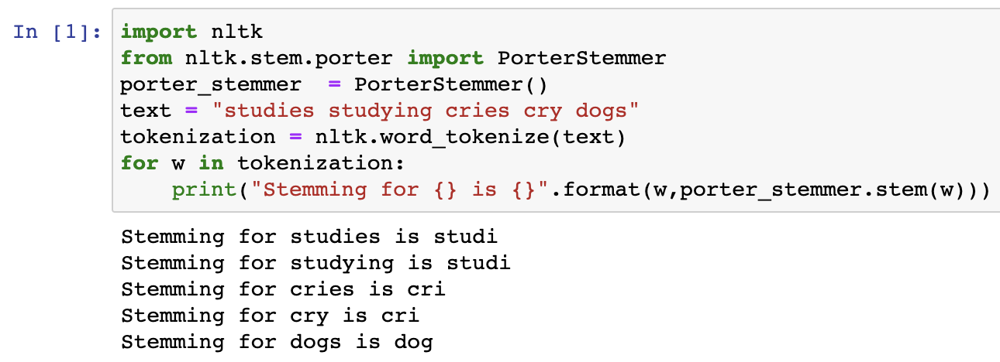 In [1]: import nltk
from nltk.stem.porter import PorterStemmer
porter_stemmer  = PorterStemmer()
text = "studies studying cries cry dogs"
tokenization = nltk.word_tokenize(text)
for w in tokenization:
    print("Stemming for {} is {}".format(w,porter_stemmer.stem(w)))
Stemming for studies is studi
Stemming for studying is studi
Stemming for cries is cri
Stemming for cry is cri
Stemming for dogs is dog